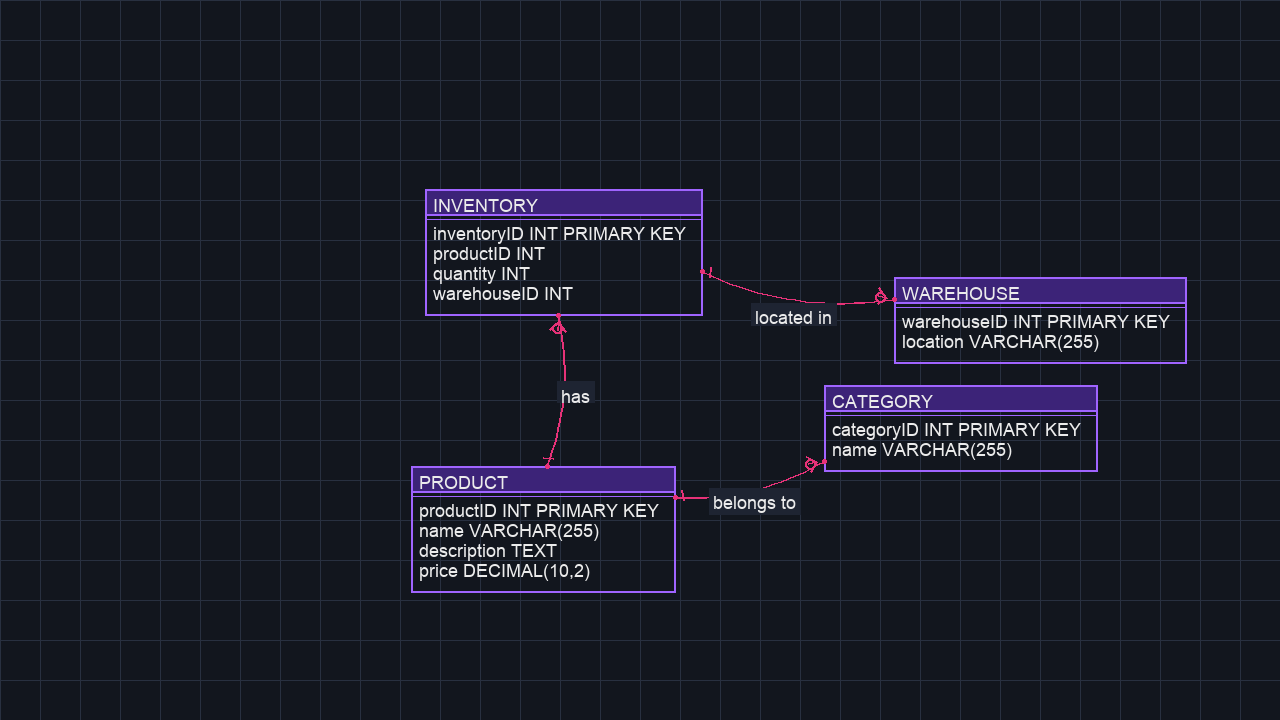 INVENTORY
inventoryID INT PRIMARY KEY
productID INT
quantity INT
warehouseID INT
located in
WAREHOUSE
warehouseID INT PRIMARY KEY
location VARCHAR(255)
has
CATEGORY
categoryID INT PRIMARY KEY
name VARCHAR(255)
belongs to
PRODUCT
productID INT PRIMARY KEY
name VARCHAR(255)
description TEXT
price DECIMAL(10,2)